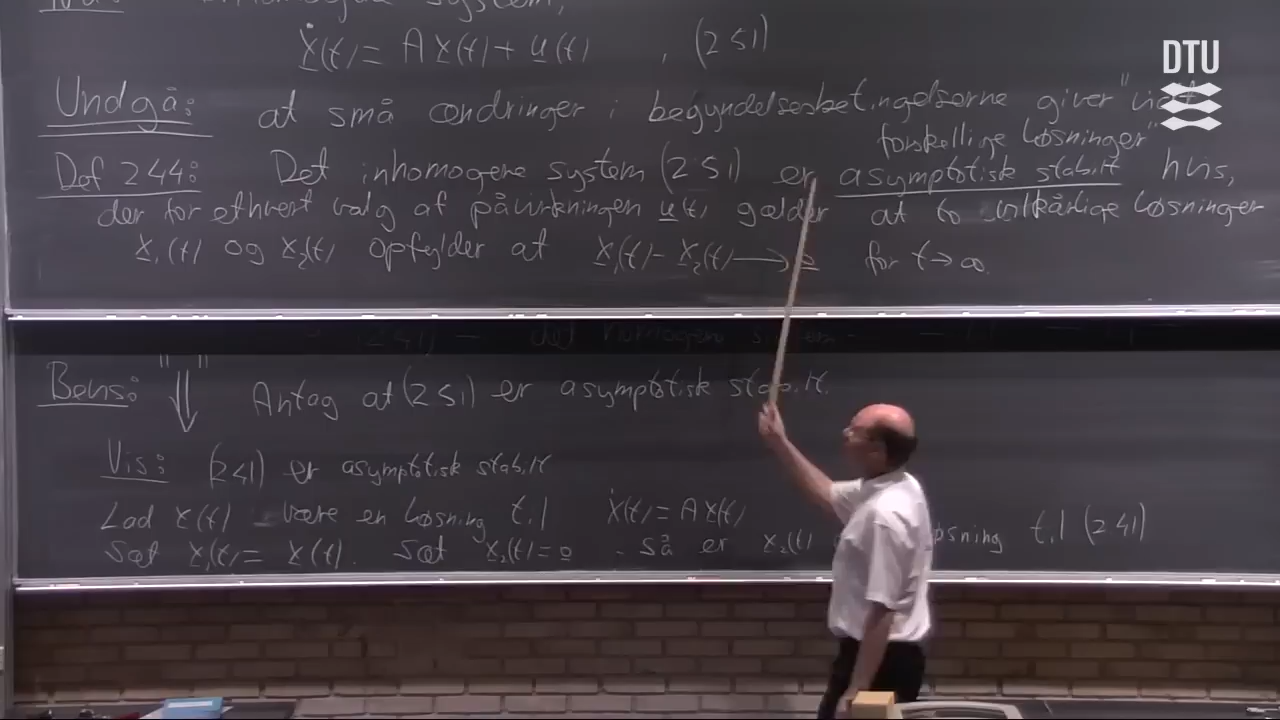 inhomogene system,
ẋ(t) = A x(t) + u(t) , (2.51)
DTU
Undgå: at små ændringer i begyndelsesbetingelserne giver "vidt
forskellige løsninger"
Def 2.44: Det inhomogene system (2.51) er asymptotisk stabilt hvis,
der for ethvert valg af påvirkningen u(t) gælder at to vilkårlige løsninger
x₁(t) og x₂(t) opfylder at x₁(t) - x₂(t) → 0 for t → ∞.
Bevis: "⇓" Antag at (2.51) er asymptotisk stabilt.
Vis: (2.41) er asymptotisk stabilt
Lad x(t) være en løsning til ẋ(t) = A x(t)
Sæt x₁(t) = x(t). Sæt x₂(t) = 0. så er x₂(t) løsning til (2.41)